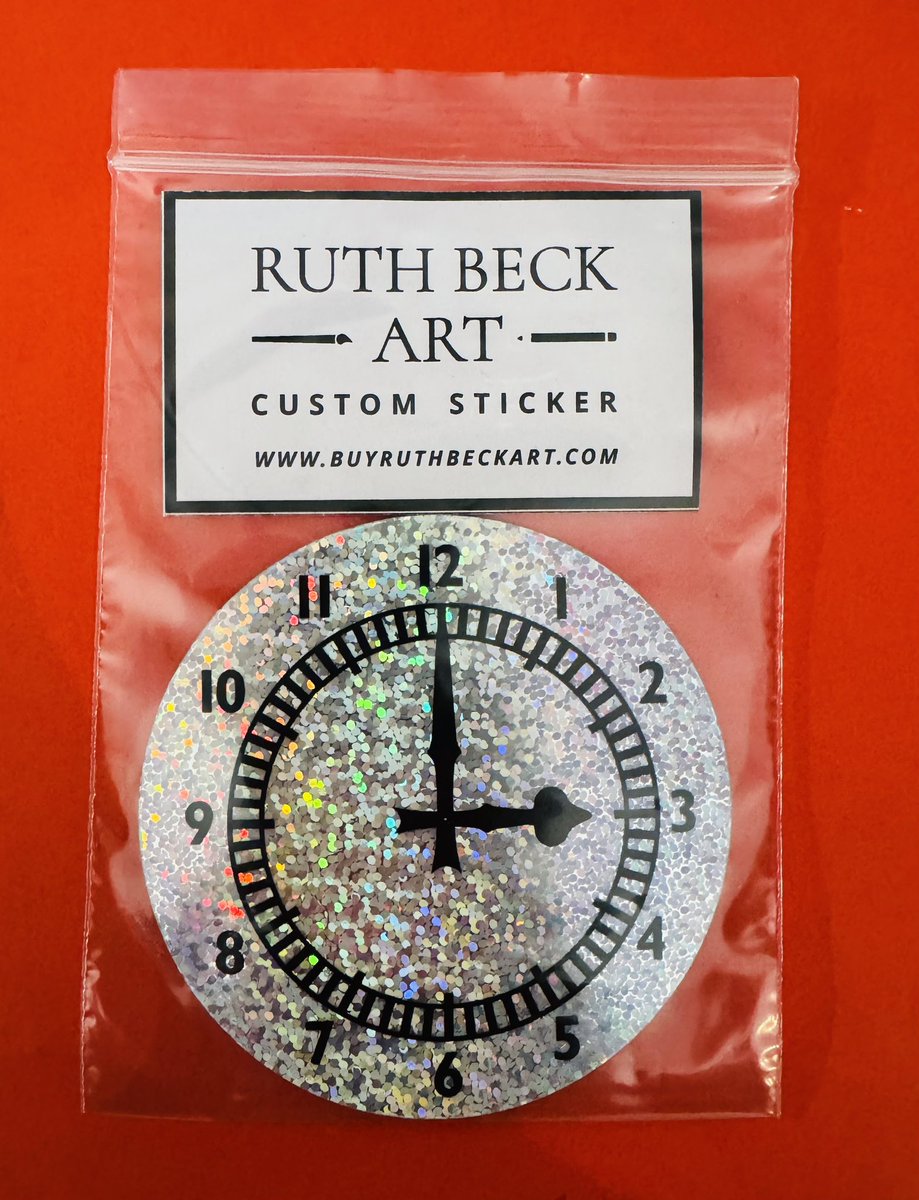 RUTH BECK
ART
CUSTOM STICKER
WWW.BUYRUTHBECKART.COM
12
11 1
10 2
9 3
8 4
7 5
6